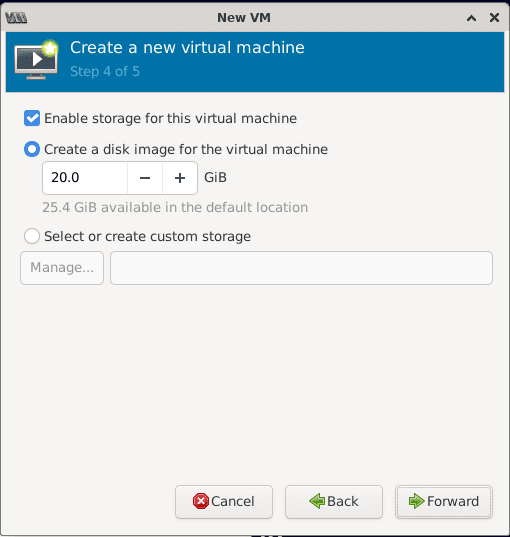 New VM
Create a new virtual machine
Step 4 of 5
Enable storage for this virtual machine
Create a disk image for the virtual machine
20.0 − + GiB
25.4 GiB available in the default location
Select or create custom storage
Manage...
Cancel Back Forward